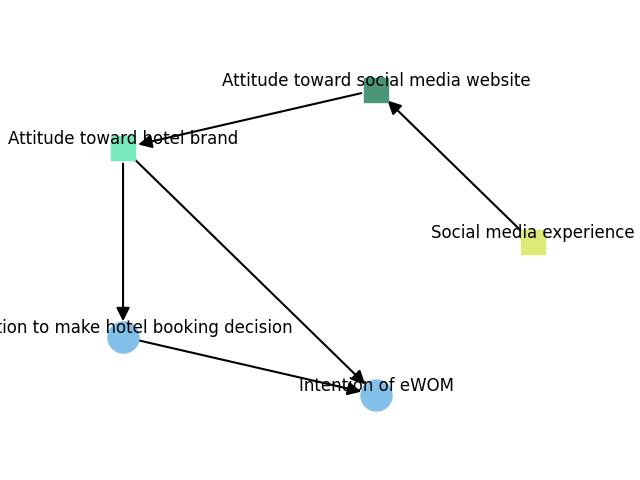 Attitude toward social media website
Attitude toward hotel brand
Social media experience
tion to make hotel booking decision
Intention of eWOM